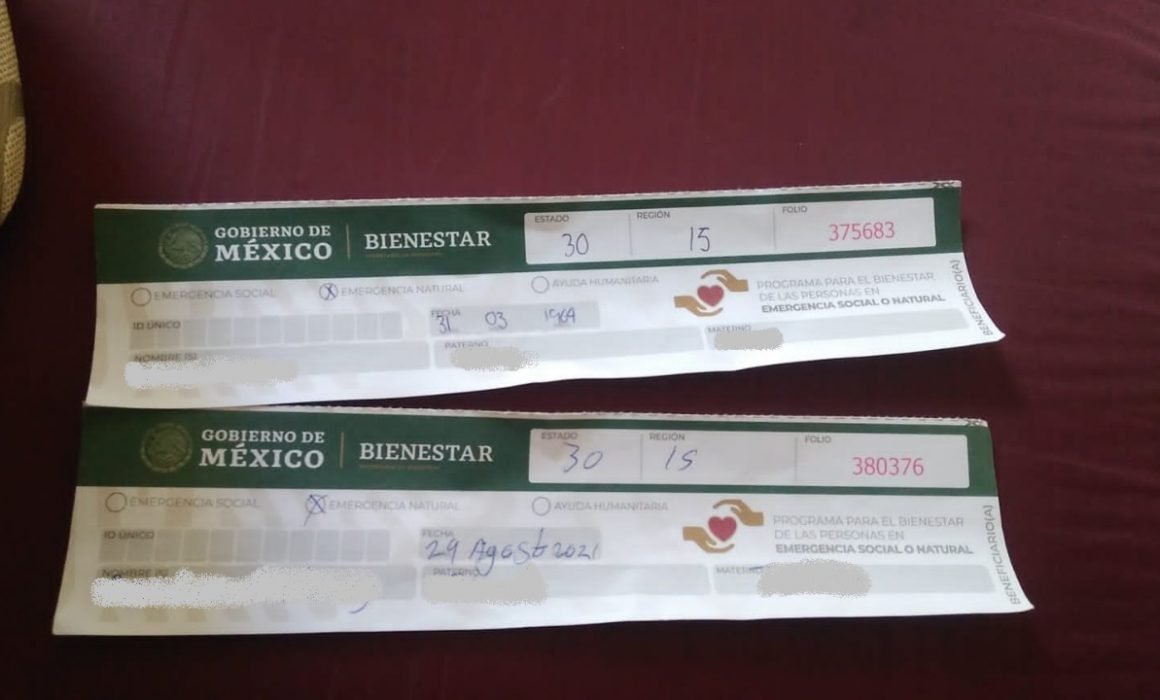 ESTADO REGIÓN FOLIO
GOBIERNO DE MÉXICO BIENESTAR 30 15 375683
EMERGENCIA SOCIAL X EMERGENCIA NATURAL AYUDA HUMANITARIA
PROGRAMA PARA EL BIENESTAR
DE LAS PERSONAS EN
EMERGENCIA SOCIAL O NATURAL
BENEFICIARIO(A)
ID ÚNICO FECHA 31 03 1969
NOMBRE (S) PATERNO MATERNO
ESTADO REGIÓN FOLIO
GOBIERNO DE MÉXICO BIENESTAR 30 15 380376
EMERGENCIA SOCIAL X EMERGENCIA NATURAL AYUDA HUMANITARIA
PROGRAMA PARA EL BIENESTAR
DE LAS PERSONAS EN
EMERGENCIA SOCIAL O NATURAL
BENEFICIARIO(A)
ID ÚNICO FECHA 29 Agosto 2021
NOMBRE (S) PATERNO MATERNO